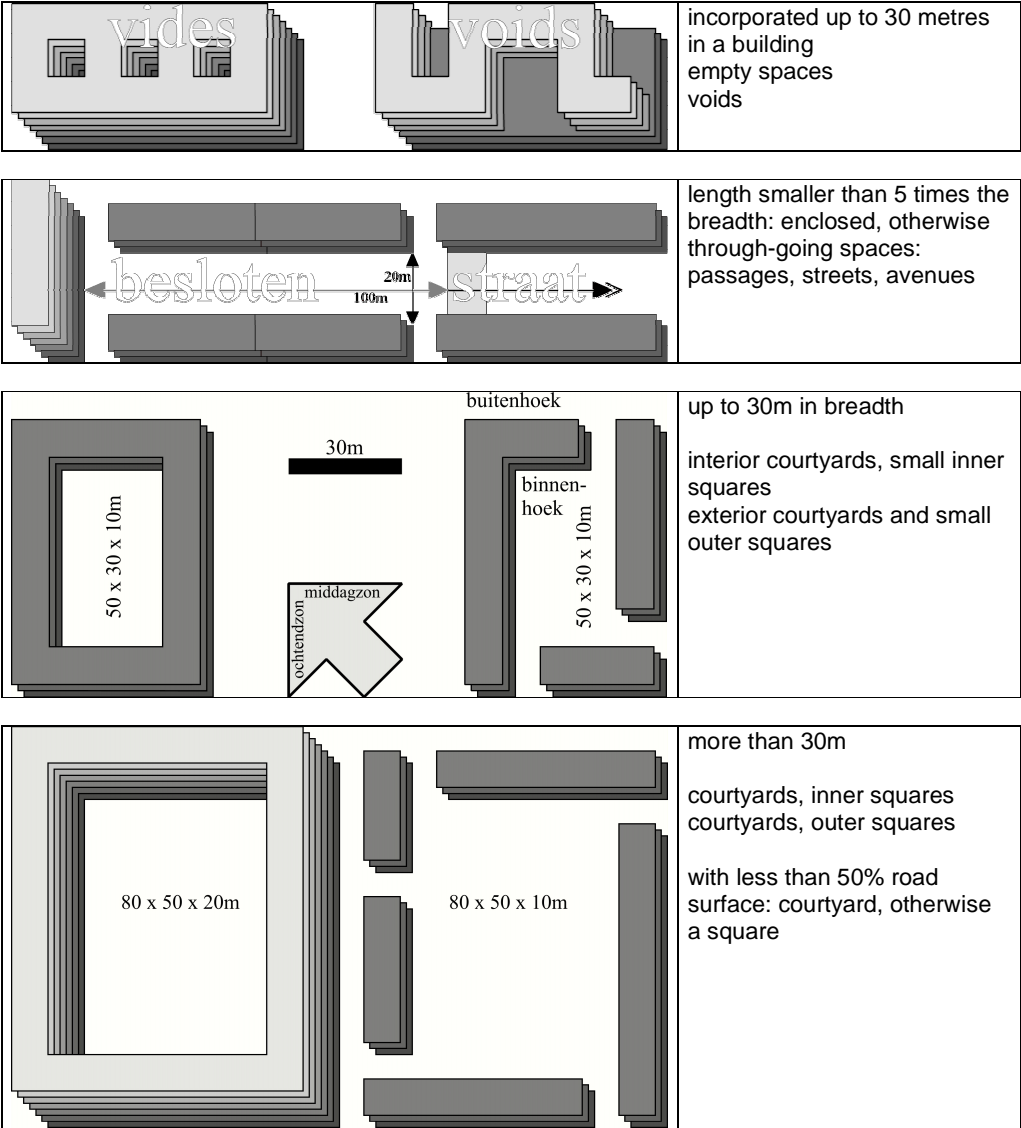 vides
voids
incorporated up to 30 metres
in a building
empty spaces
voids
besloten
straat
20m
100m
length smaller than 5 times the
breadth: enclosed, otherwise
through-going spaces:
passages, streets, avenues
buitenhoek
30m
binnen-
hoek
50 x 30 x 10m
50 x 30 x 10m
middagzon
ochtendzon
up to 30m in breadth
interior courtyards, small inner
squares
exterior courtyards and small
outer squares
80 x 50 x 20m
80 x 50 x 10m
more than 30m
courtyards, inner squares
courtyards, outer squares
with less than 50% road
surface: courtyard, otherwise
a square